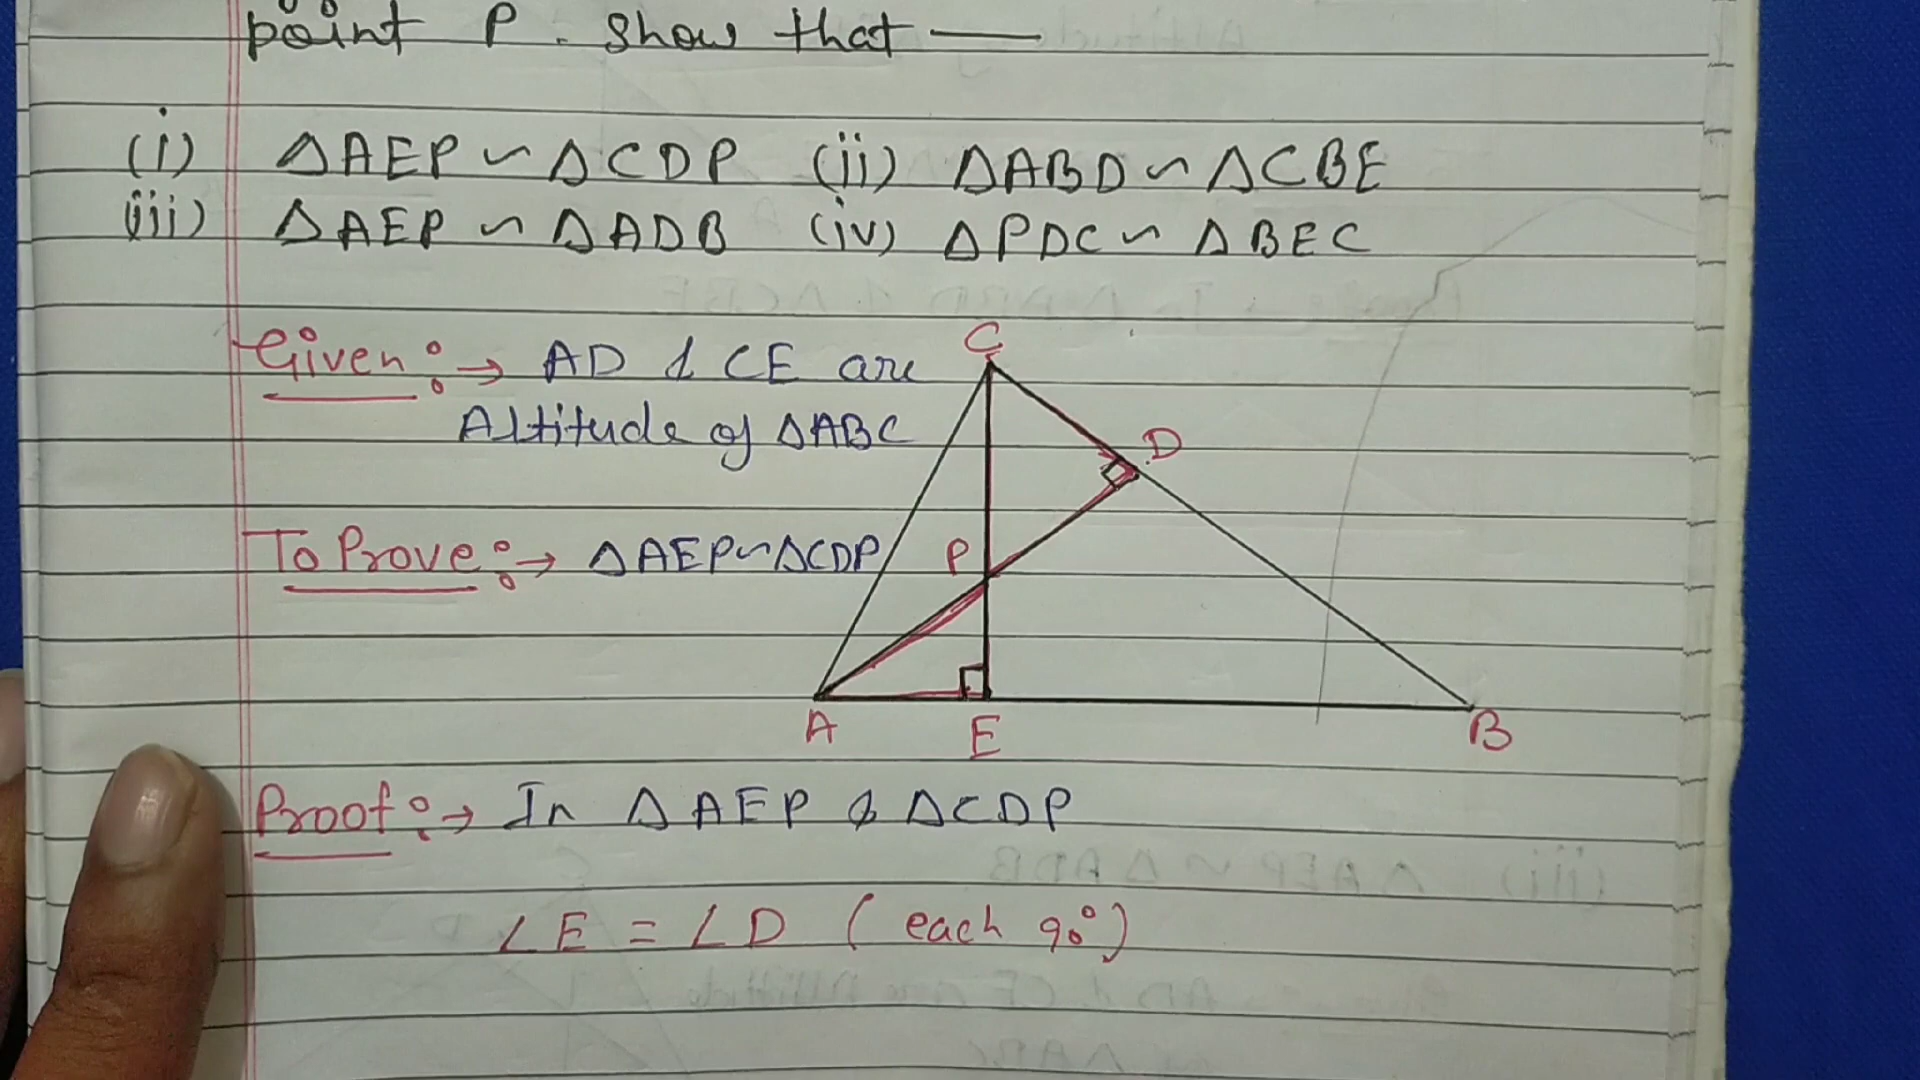 point P. show that —
(i) ΔAEP ∽ ΔCDP (ii) ΔABD ∽ ΔCBE
(iii) ΔAEP ∽ ΔADB (iv) ΔPDC ∽ ΔBEC
Given :→ AD & CE are
Altitude of ΔABC
C
D
To Prove :→ ΔAEP∽ΔCDP
P
A E B
Proof :→ In ΔAEP & ΔCDP
∠E = ∠D (each 90°)